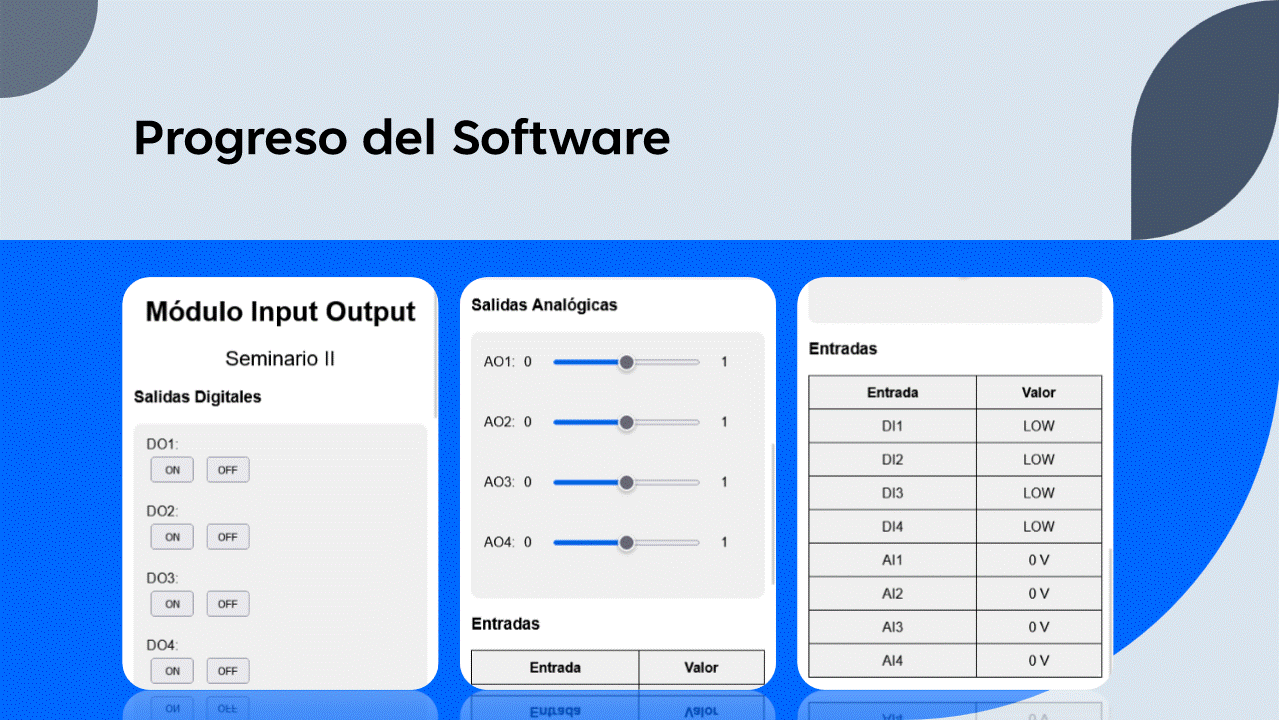 Progreso del Software
Módulo Input Output
Seminario II
Salidas Digitales
DO1:
ON OFF
DO2:
ON OFF
DO3:
ON OFF
DO4:
ON OFF
Salidas Analógicas
AO1: 0 1
AO2: 0 1
AO3: 0 1
AO4: 0 1
Entradas
Entrada Valor
Entradas
Entrada Valor
DI1 LOW
DI2 LOW
DI3 LOW
DI4 LOW
AI1 0 V
AI2 0 V
AI3 0 V
AI4 0 V